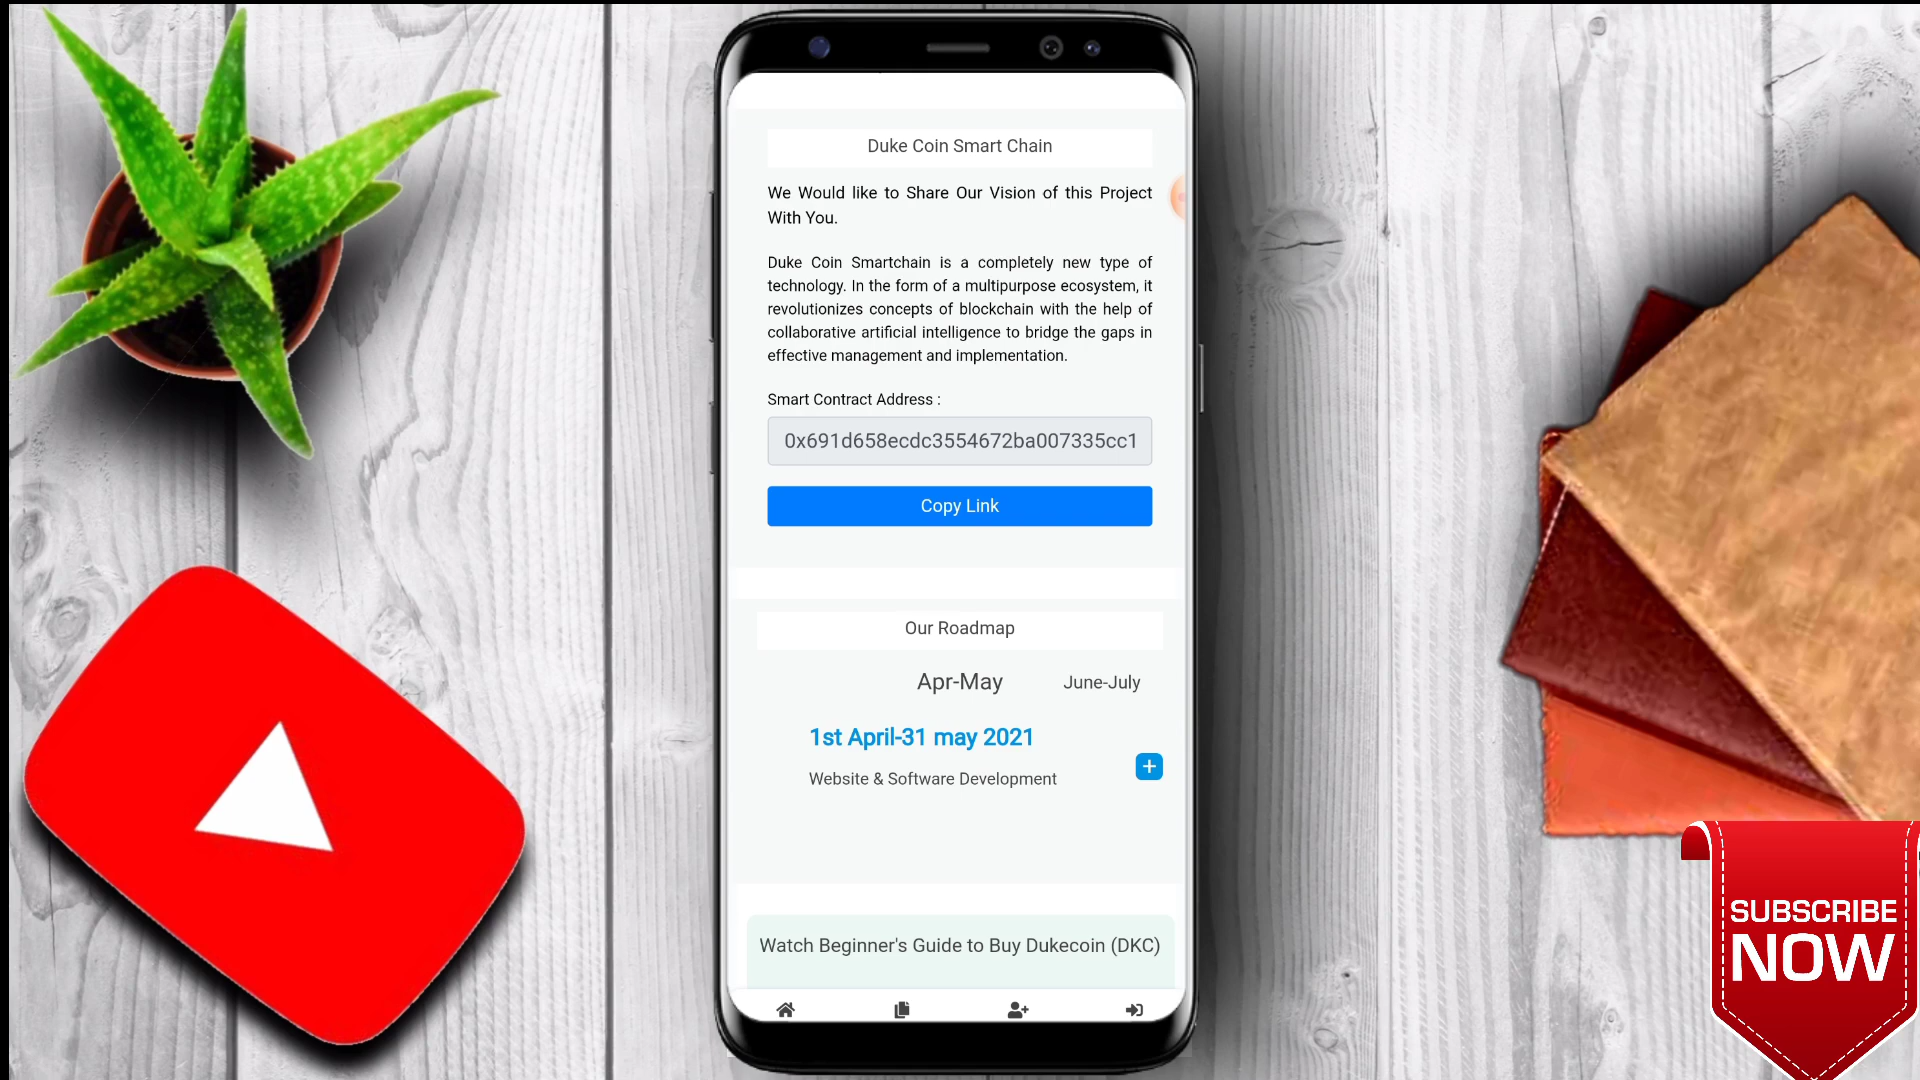 Duke Coin Smart Chain
We Would like to Share Our Vision of this Project
With You.
Duke Coin Smartchain is a completely new type of
technology. In the form of a multipurpose ecosystem, it
revolutionizes concepts of blockchain with the help of
collaborative artificial intelligence to bridge the gaps in
effective management and implementation.
Smart Contract Address :
0x691d658ecdc3554672ba007335cc1
Copy Link
Our Roadmap
Apr-May June-July
1st April-31 may 2021
Website & Software Development
+
Watch Beginner's Guide to Buy Dukecoin (DKC)
SUBSCRIBE
NOW